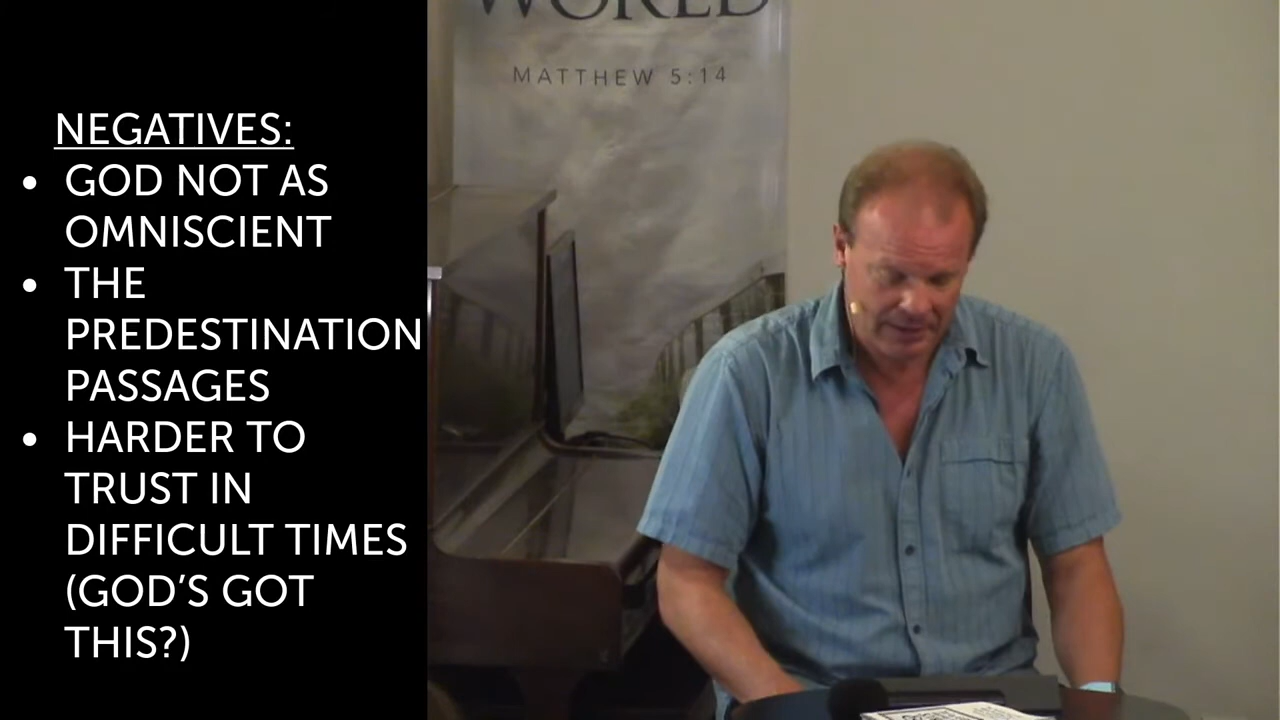 NEGATIVES:
• GOD NOT AS
OMNISCIENT
• THE
PREDESTINATION
PASSAGES
• HARDER TO
TRUST IN
DIFFICULT TIMES
(GOD'S GOT
THIS?)
WORLD
MATTHEW 5:14